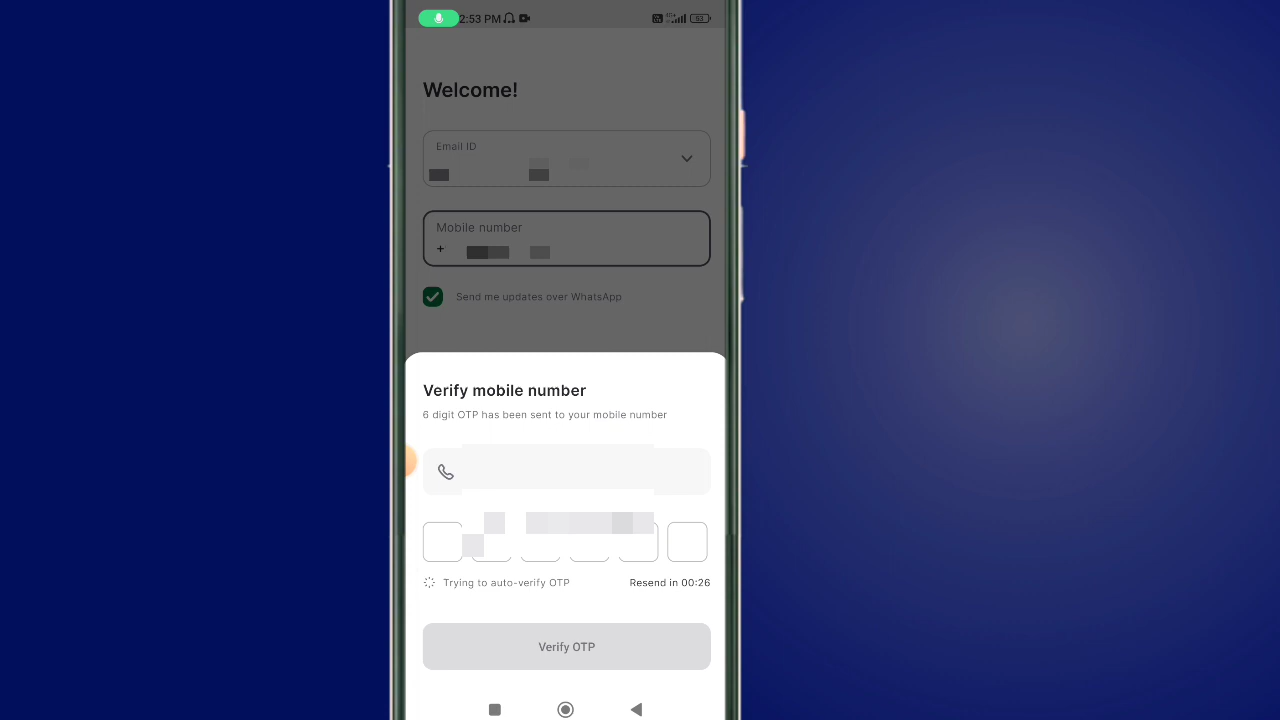 2:53 PM
93
Welcome!
Email ID
Mobile number
+
Send me updates over WhatsApp
Verify mobile number
6 digit OTP has been sent to your mobile number
Trying to auto-verify OTP
Resend in 00:26
Verify OTP